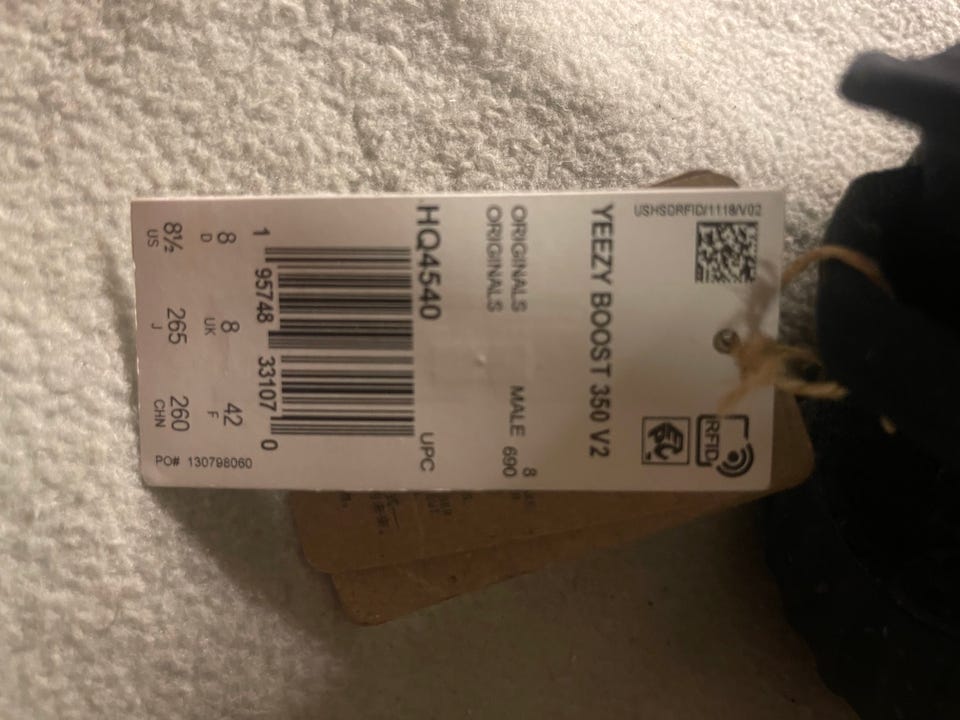 USHSDRFID/1118/V02
RFID
EPC
YEEZY BOOST 350 V2
ORIGINALS MALE 8
ORIGINALS 690
HQ4540 UPC
1 95748 33107 0
8 8 42
D UK F
8½ 265 260
US J CHN
PO# 130798060